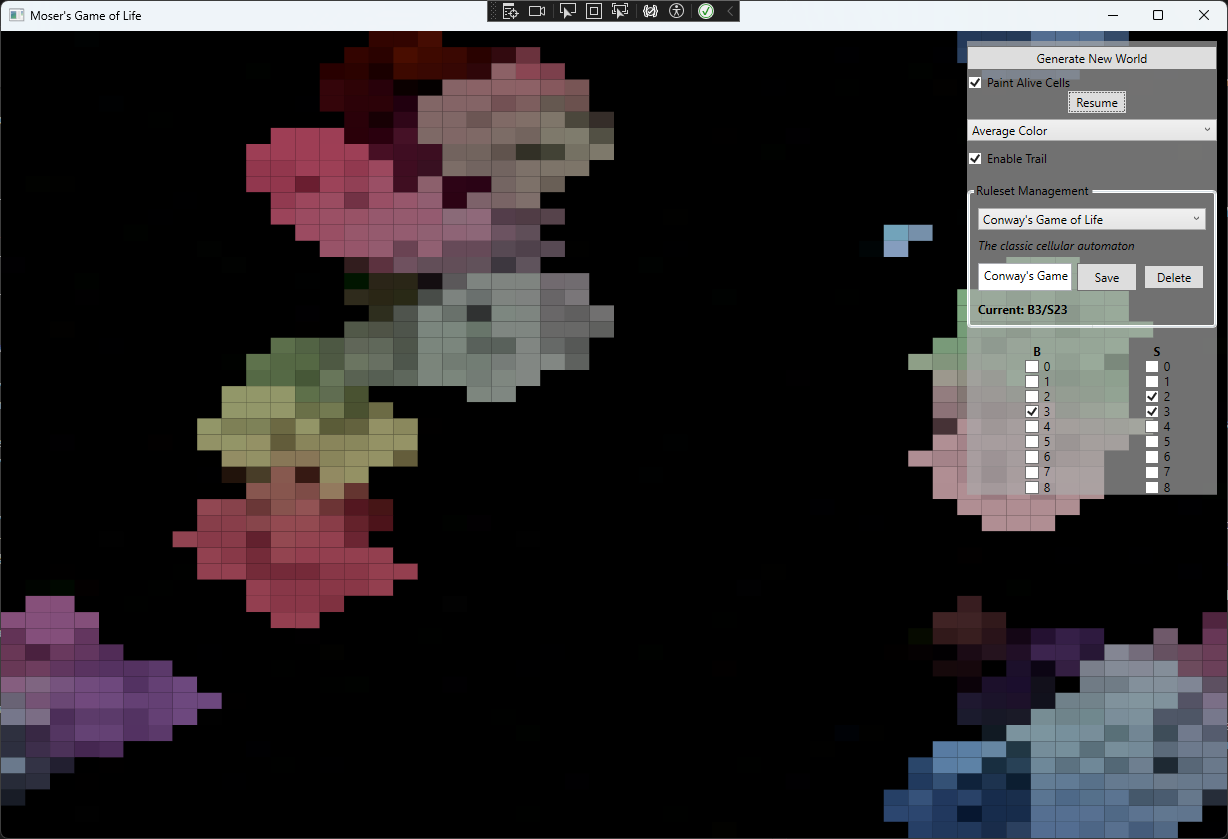 Moser's Game of Life
Generate New World
Paint Alive Cells
Resume
Average Color
Enable Trail
Ruleset Management
Conway's Game of Life
The classic cellular automaton
Conway's Game Save Delete
Current: B3/S23
B S
0 0
1 1
2 2
3 3
4 4
5 5
6 6
7 7
8 8